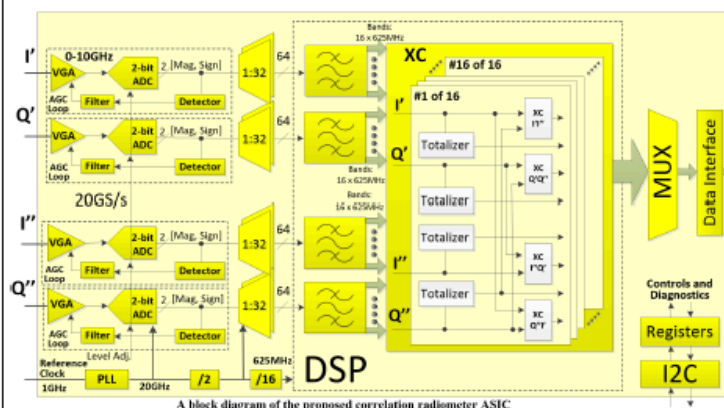 Bands:
16 x 625MHz
I'
0-10GHz
VGA
2-bit
ADC
2
[Mag, Sign]
1:32
64
AGC
Loop
Filter
Detector
Q'
VGA
2-bit
ADC
2
[Mag, Sign]
1:32
64
AGC
Loop
Filter
Detector
Bands:
16 x 625MHz
20GS/s
Bands:
16 x 625MHz
I''
VGA
2-bit
ADC
2
[Mag, Sign]
1:32
64
AGC
Loop
Filter
Detector
Q''
VGA
2-bit
ADC
2
[Mag, Sign]
1:32
64
AGC
Loop
Filter
Detector
Level Adj.
Reference
Clock
1GHz
PLL
20GHz
/2
/16
625MHz
DSP
XC
#16 of 16
#1 of 16
I'
XC
I'I''
Totalizer
Q'
XC
Q'Q''
Totalizer
Totalizer
I''
XC
I''Q'
Totalizer
Q''
XC
Q''I'
MUX
Data Interface
Controls and
Diagnostics
Registers
I2C
A block diagram of the proposed correlation radiometer ASIC